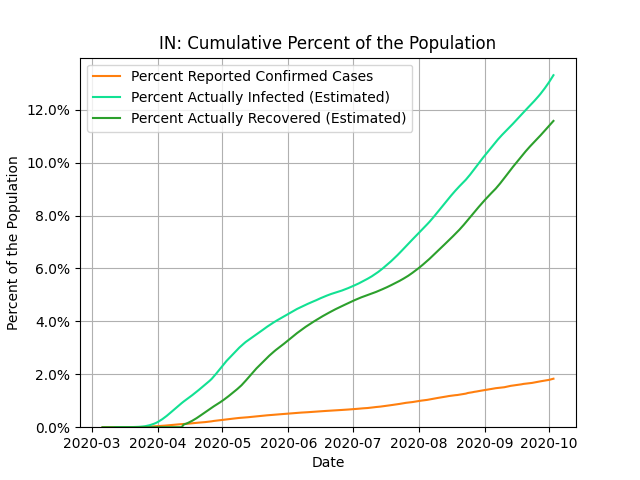 IN: Cumulative Percent of the Population
Percent Reported Confirmed Cases
Percent Actually Infected (Estimated)
Percent Actually Recovered (Estimated)
Percent of the Population
12.0%
10.0%
8.0%
6.0%
4.0%
2.0%
0.0%
2020-03 2020-04 2020-05 2020-06 2020-07 2020-08 2020-09 2020-10
Date